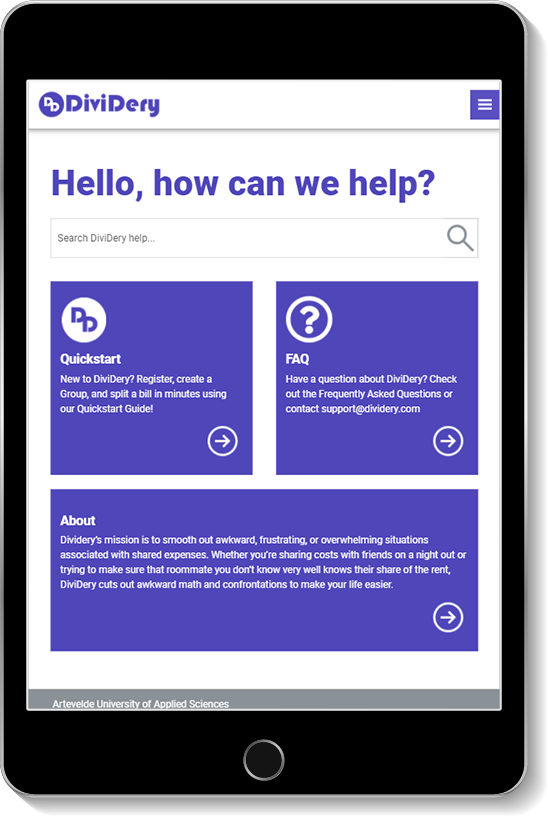 DD DiviDery
Hello, how can we help?
Search DiviDery help...
DD
Quickstart
New to DiviDery? Register, create a
Group, and split a bill in minutes using
our Quickstart Guide!
?
FAQ
Have a question about DiviDery? Check
out the Frequently Asked Questions or
contact support@dividery.com
About
Dividery's mission is to smooth out awkward, frustrating, or overwhelming situations
associated with shared expenses. Whether you're sharing costs with friends on a night out or
trying to make sure that roommate you don't know very well knows their share of the rent,
DiviDery cuts out awkward math and confrontations to make your life easier.
Artevelde University of Applied Sciences